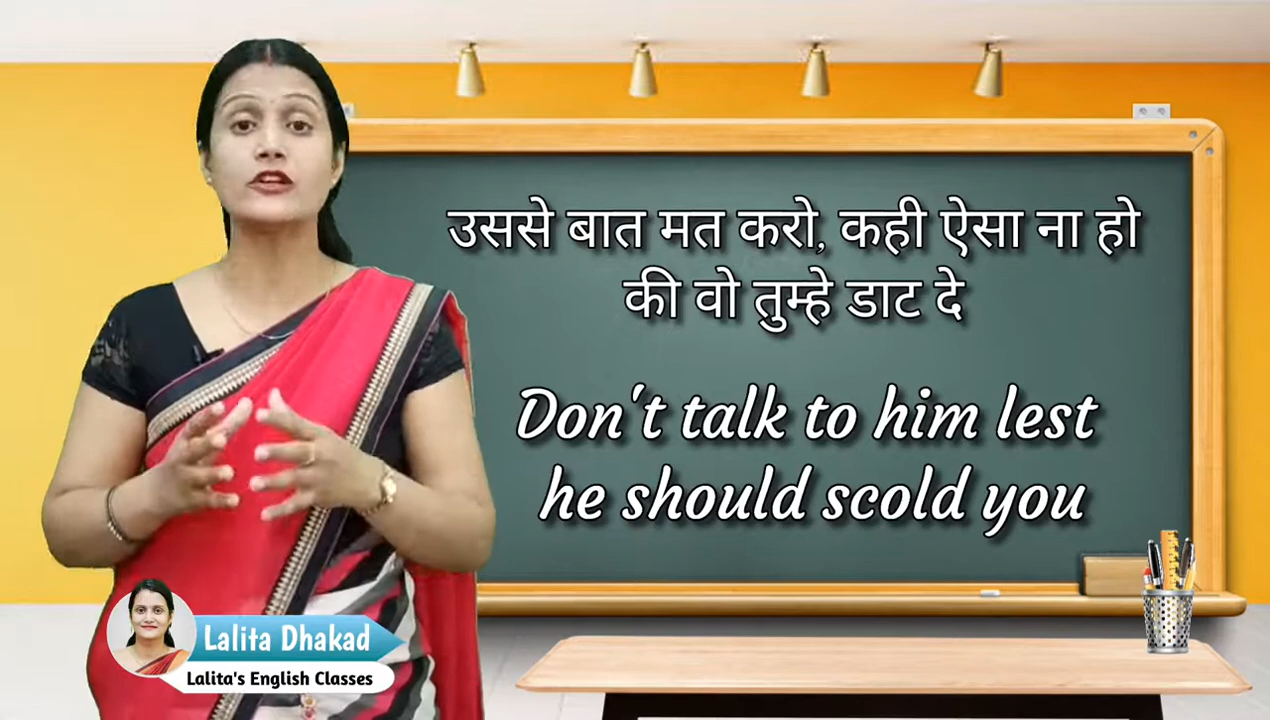 उससे बात मत करो, कही ऐसा ना हो
की वो तुम्हे डाट दे
Don't talk to him lest
he should scold you
Lalita Dhakad
Lalita's English Classes